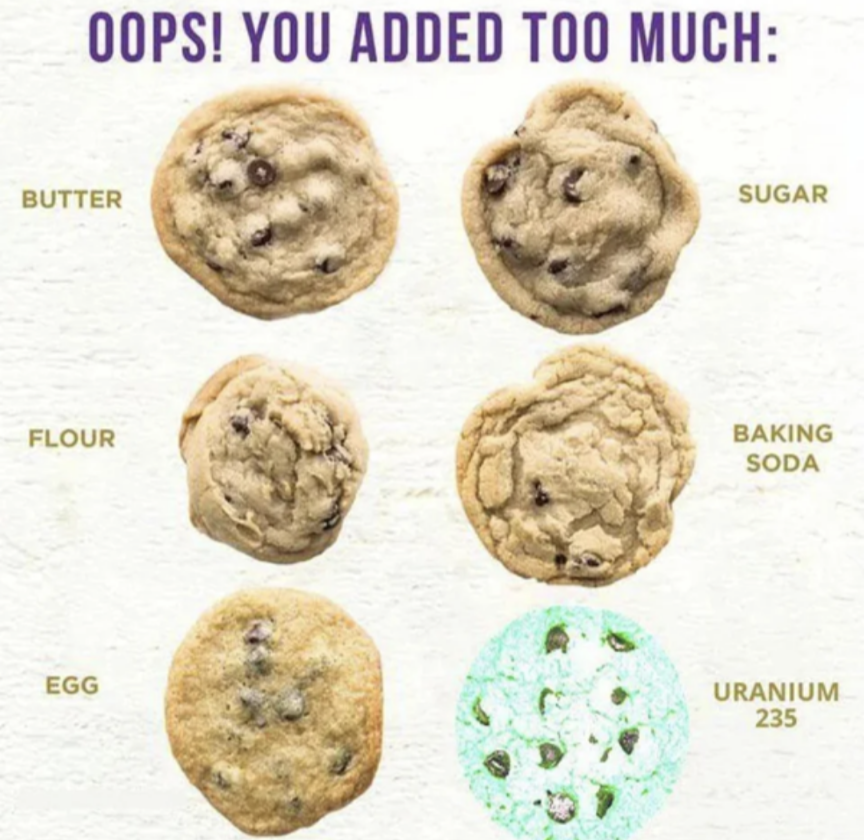 OOPS! YOU ADDED TOO MUCH:
BUTTER
SUGAR
FLOUR
BAKING
SODA
EGG
URANIUM
235